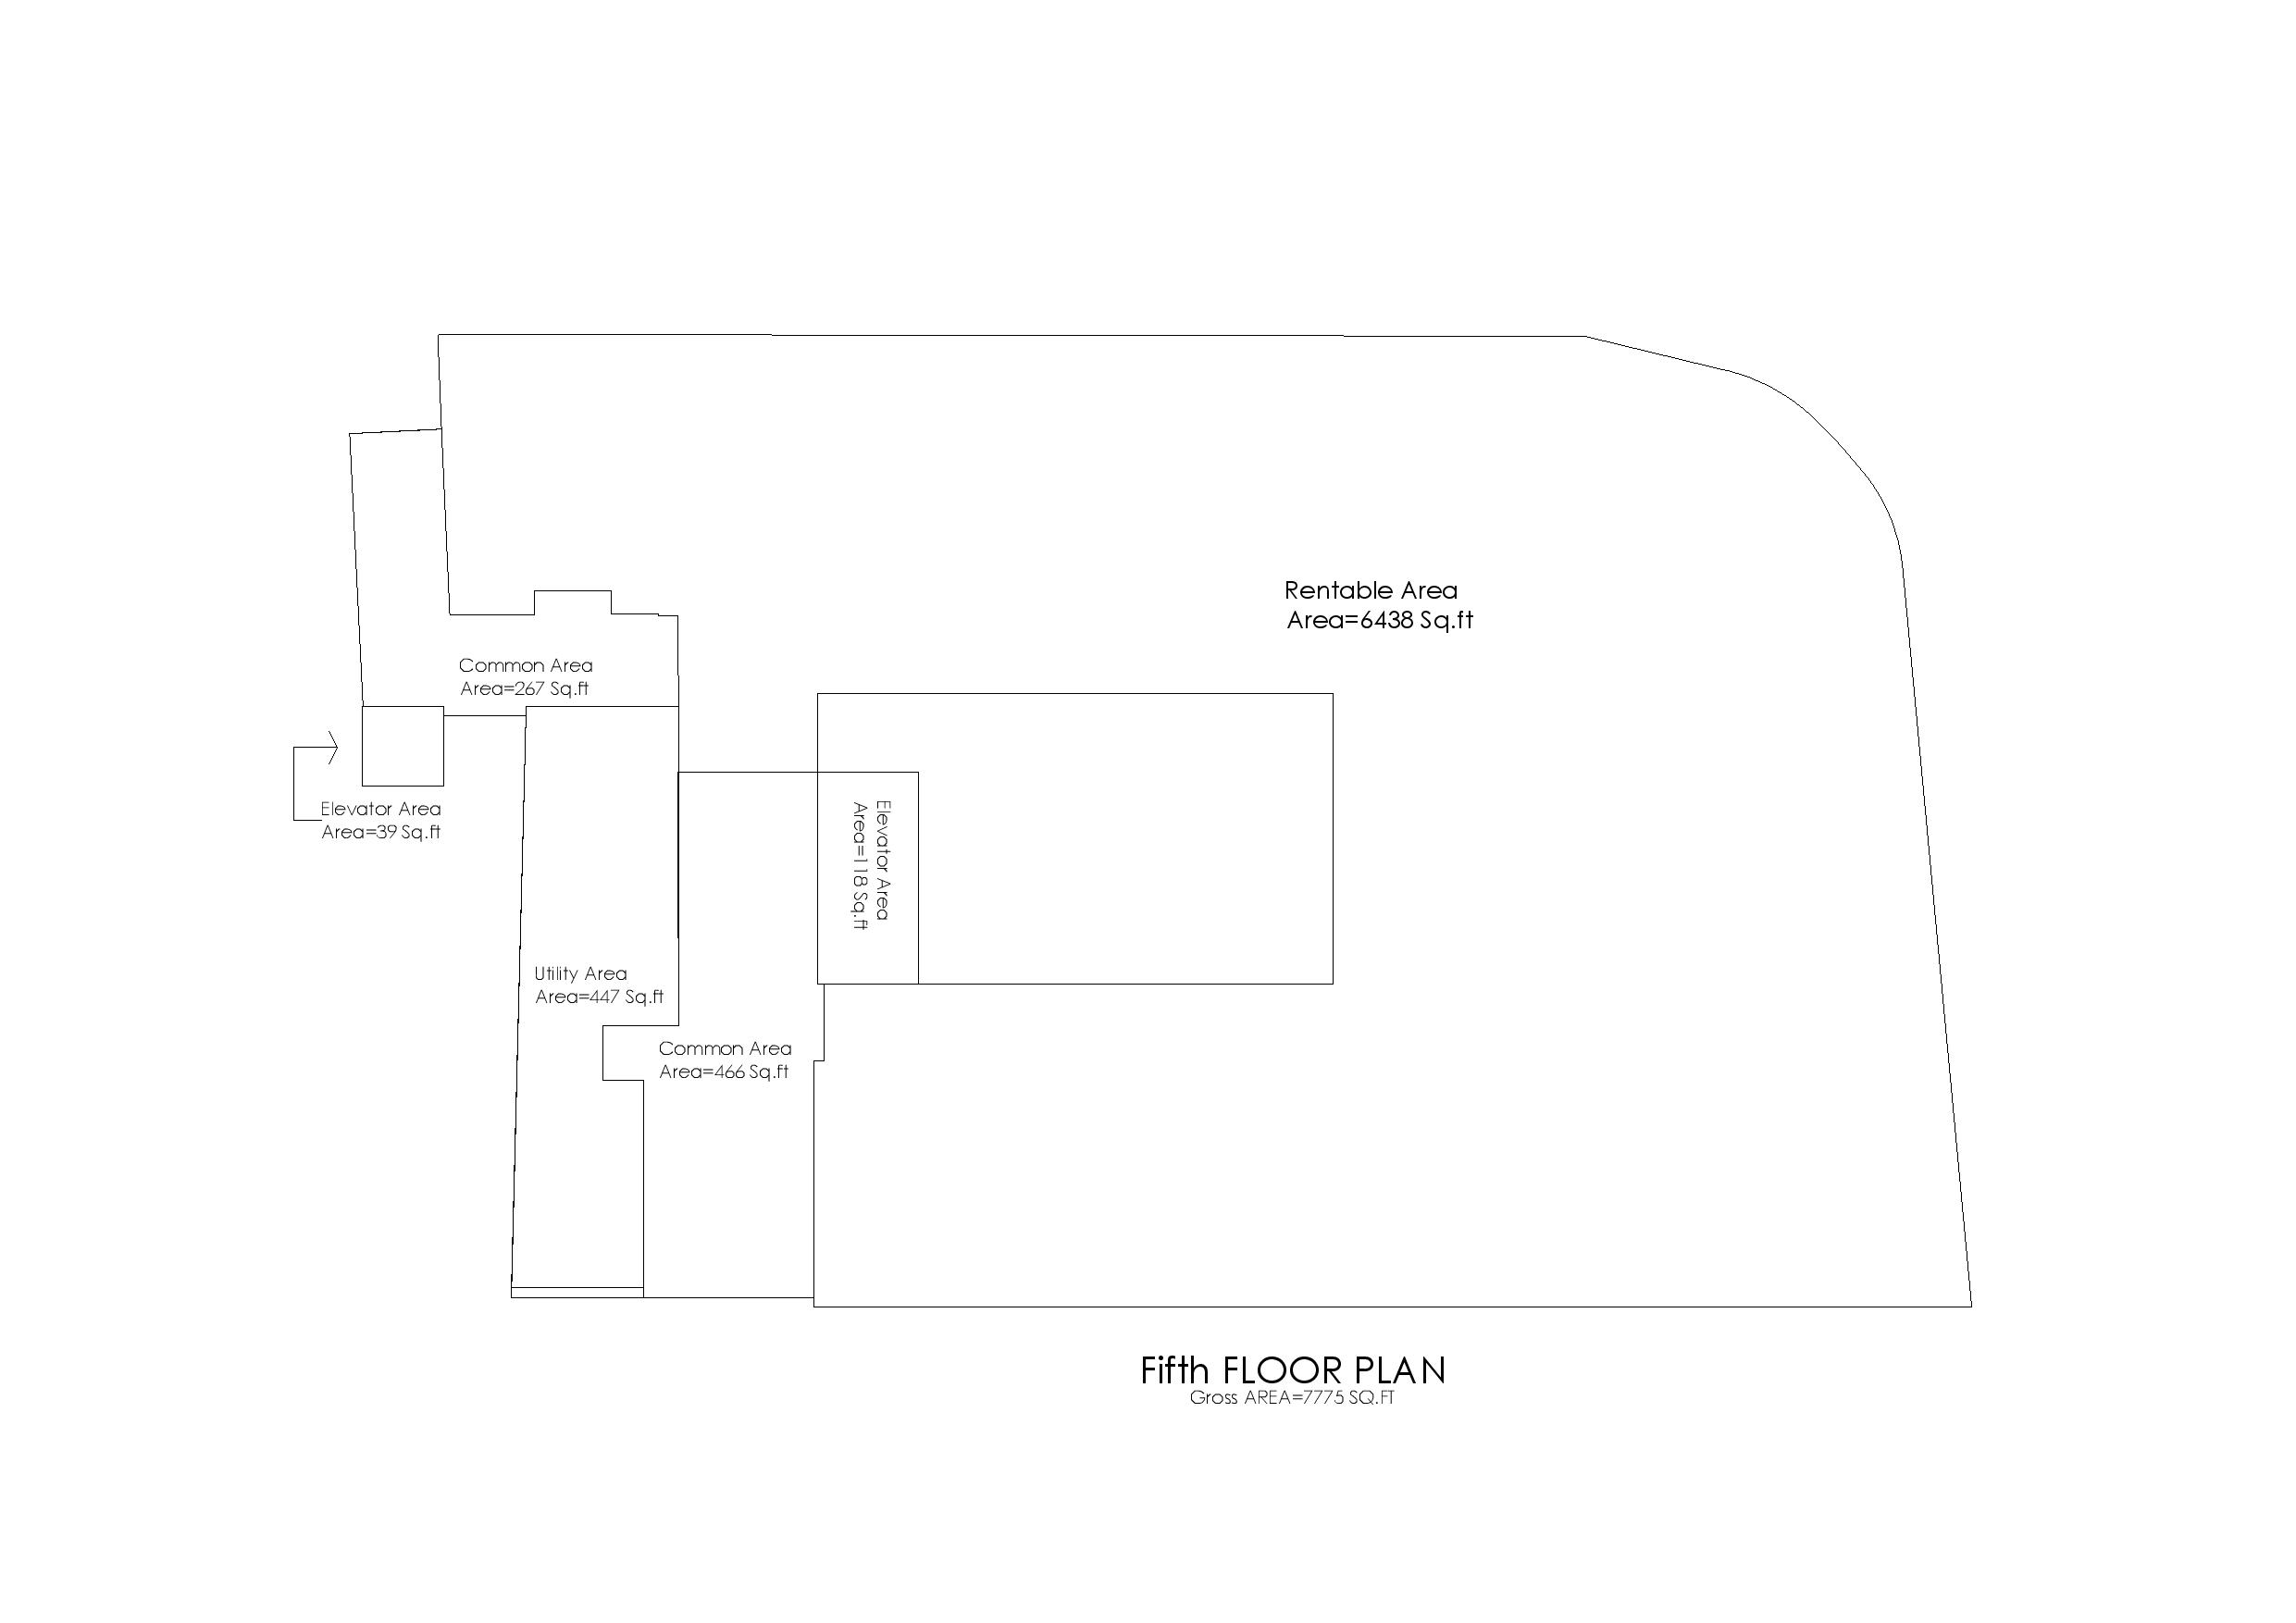 Rentable Area
Area=6438 Sq.ft
Common Area
Area=267 Sq.ft
Elevator Area
Area=39 Sq.ft
Elevator Area
Area=118 Sq.ft
Utility Area
Area=447 Sq.ft
Common Area
Area=466 Sq.ft
Fifth FLOOR PLAN
Gross AREA=7775 SQ.FT